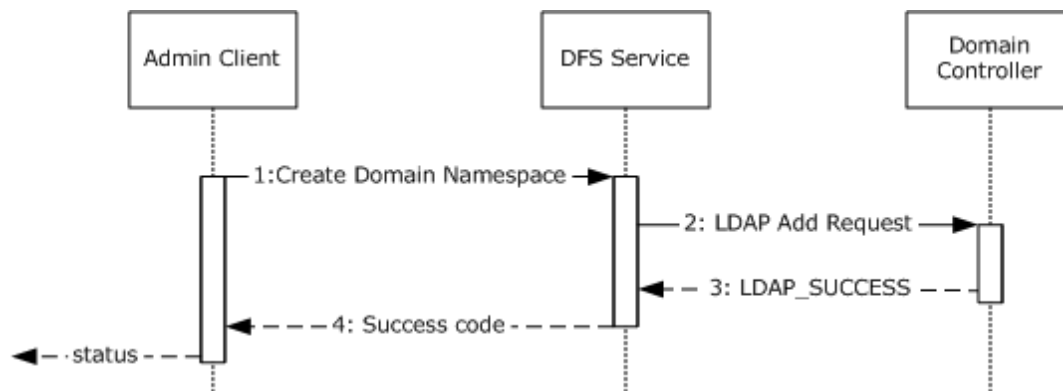 Admin Client
DFS Service
Domain
Controller
1:Create Domain Namespace
2: LDAP Add Request
3: LDAP_SUCCESS
4: Success code
status